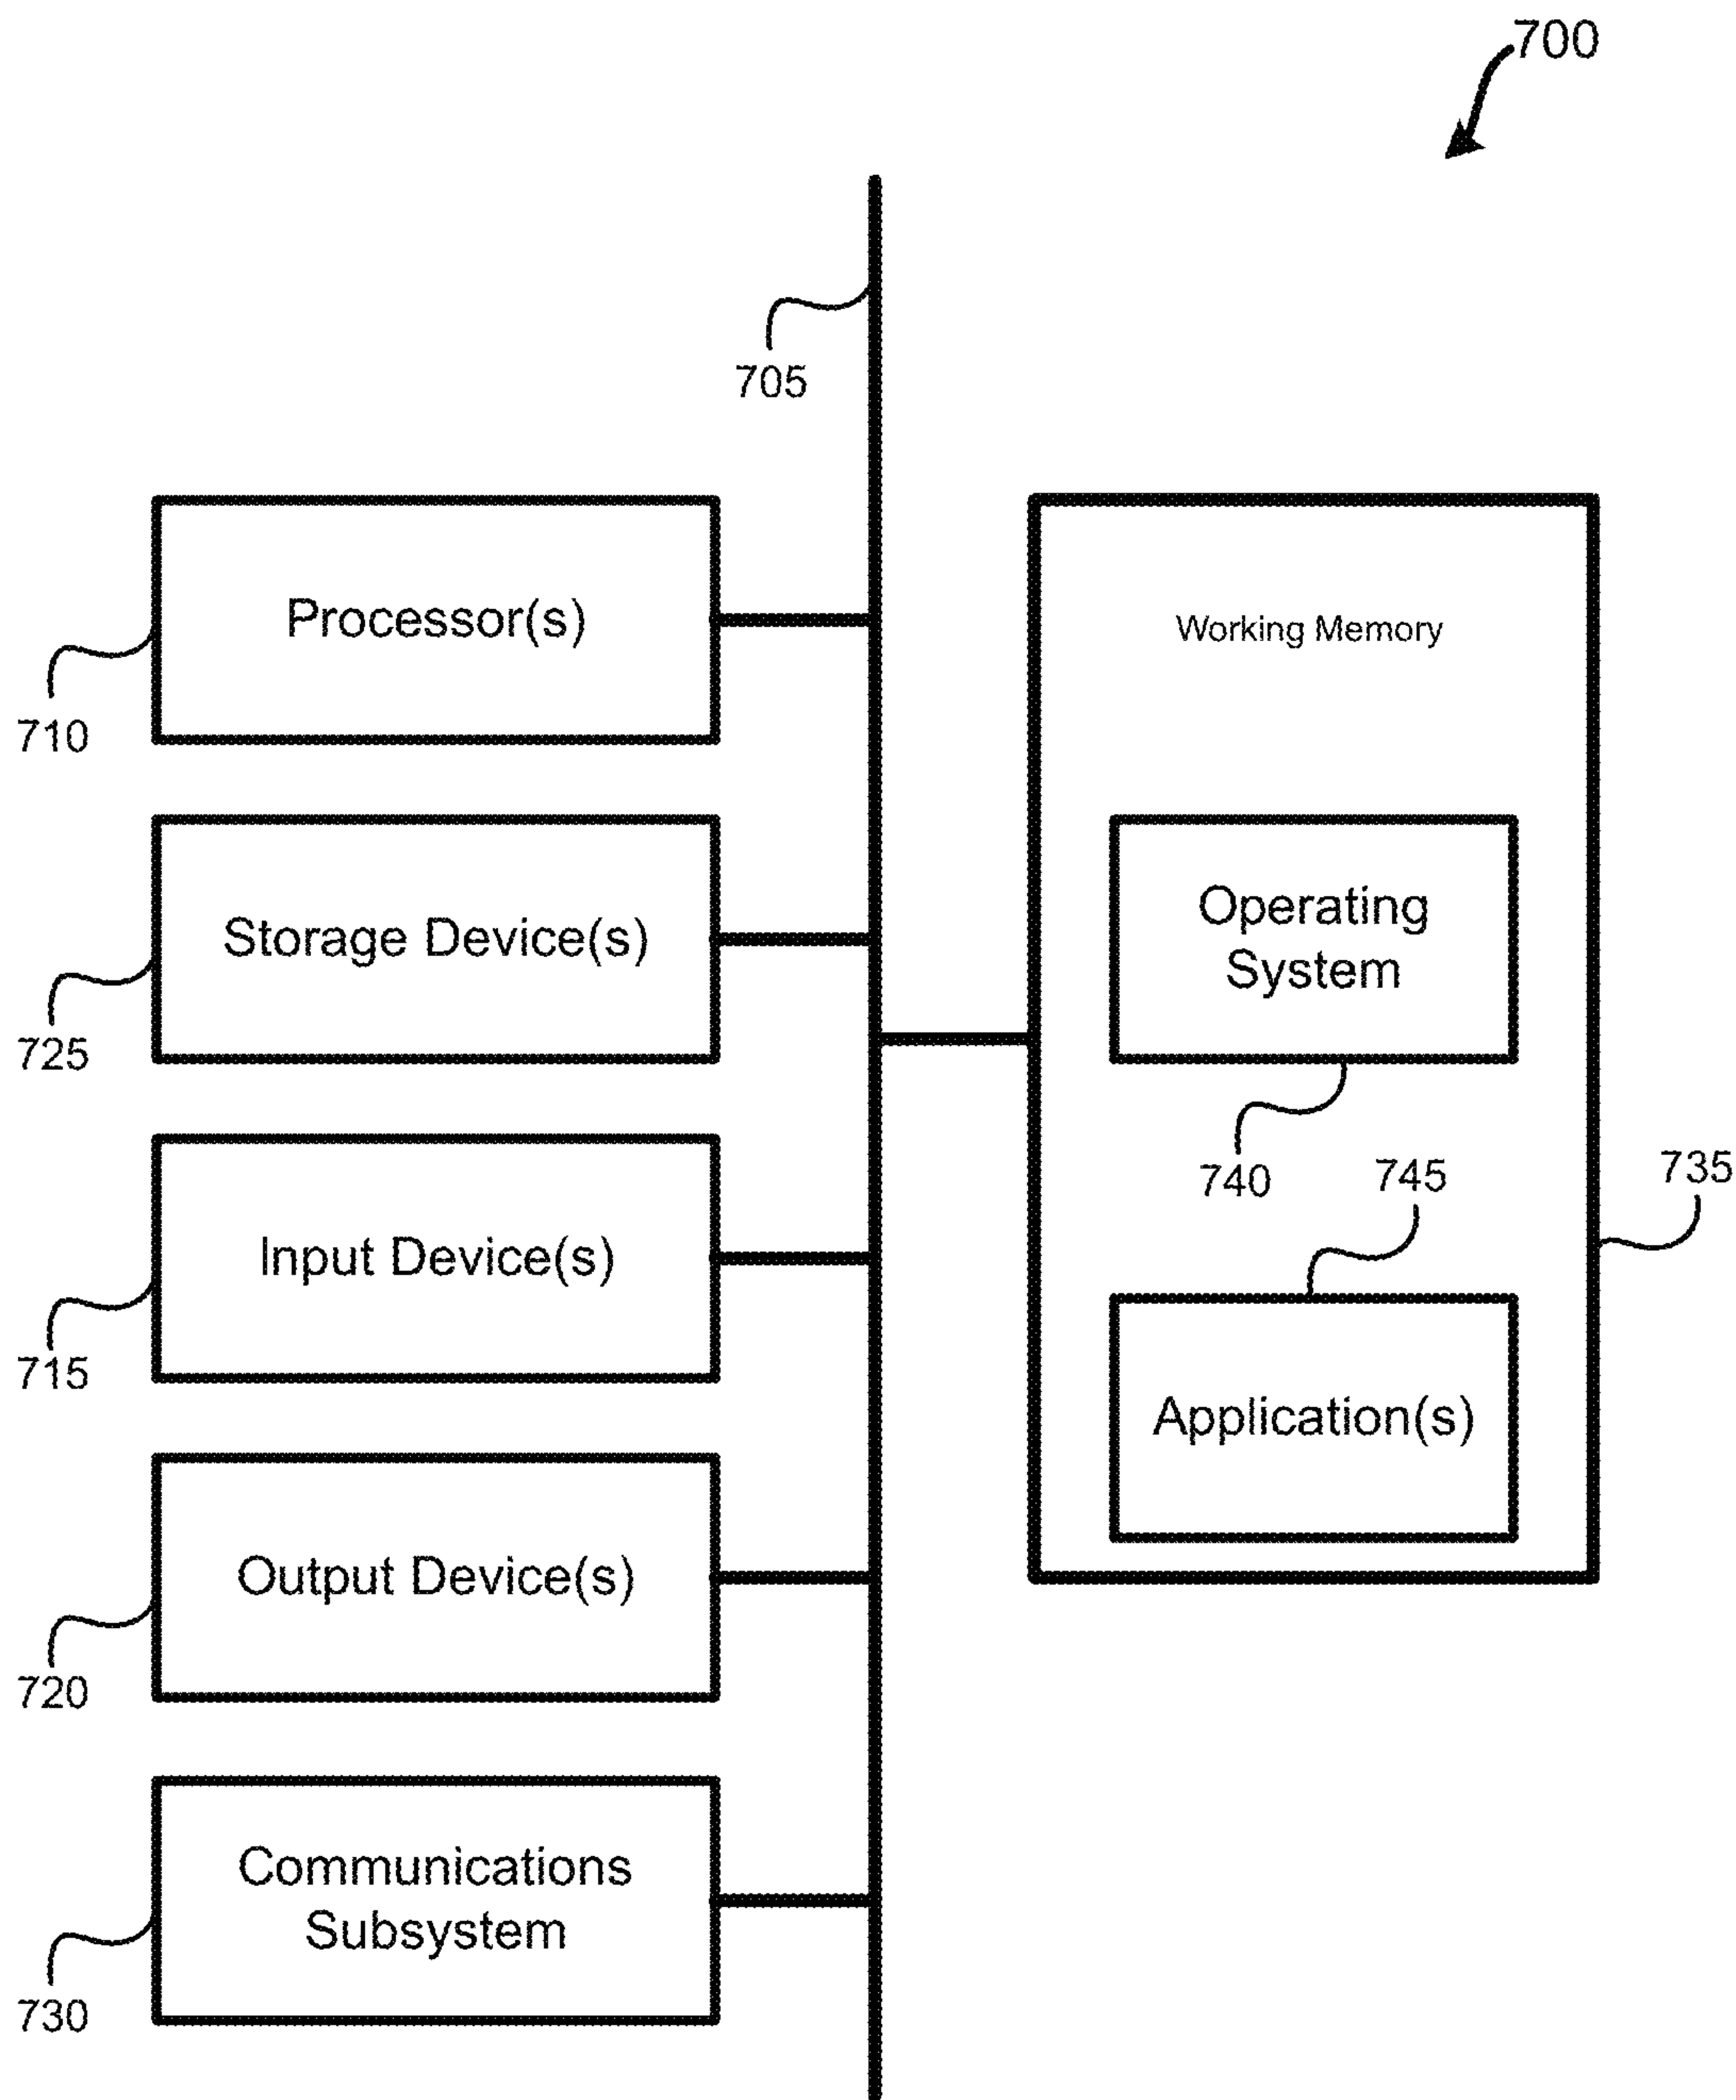 700
705
Processor(s)
710
Storage Device(s)
725
Input Device(s)
715
Output Device(s)
720
Communications
Subsystem
730
Working Memory
Operating
System
740
745
735
Application(s)